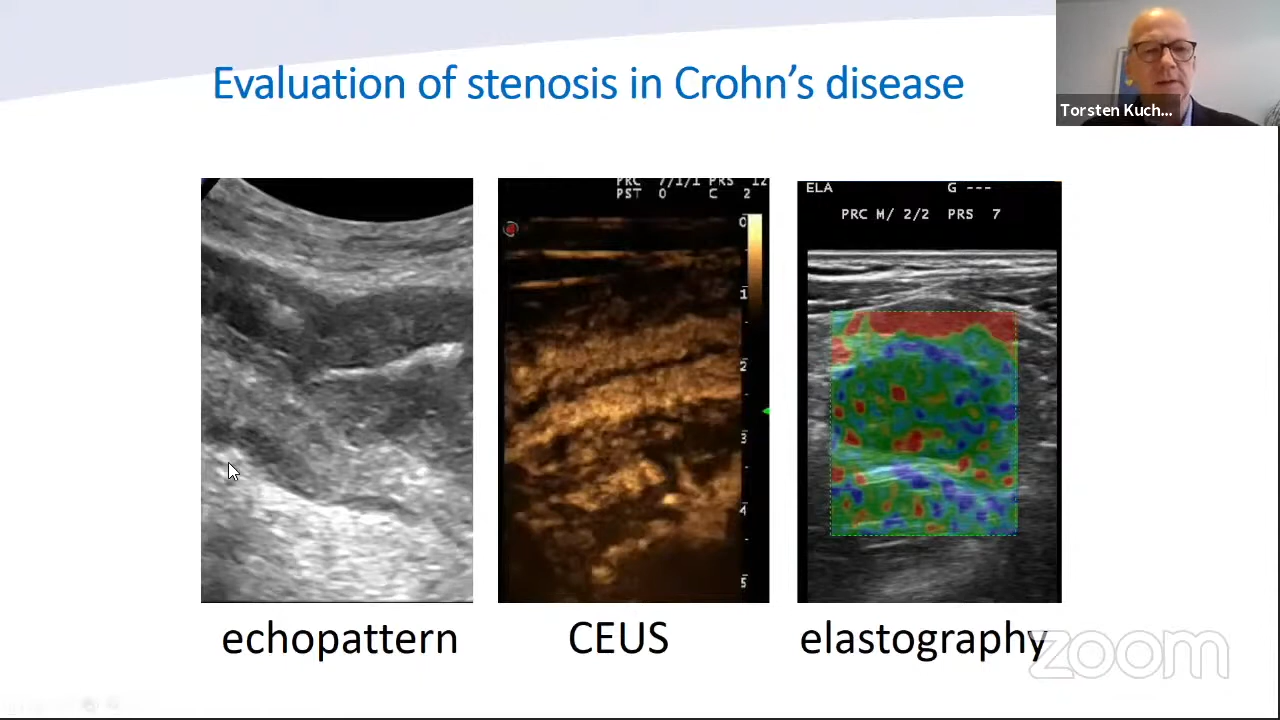 Evaluation of stenosis in Crohn’s disease
Torsten Kuch...
PRC 7/1/1 PRS 12
PST 0 C 2
0
1
2
3
4
5
ELA G ---
PRC M/ 2/2 PRS 7
echopattern
CEUS
elastography
zoom